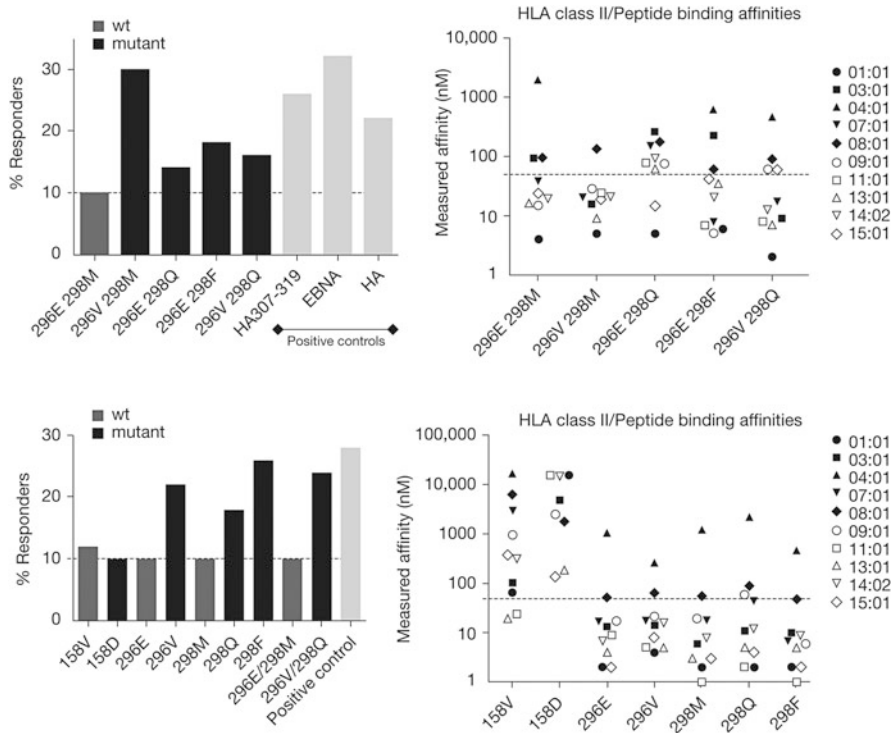 wt
mutant
% Responders
30
20
10
0
296E 298M
296V 298M
296E 298Q
296E 298F
296V 298Q
HA307-319
EBNA
HA
Positive controls
HLA class II/Peptide binding affinities
Measured affinity (nM)
10,000
1000
100
10
1
296E 298M
296V 298M
296E 298Q
296E 298F
296V 298Q
01:01
03:01
04:01
07:01
08:01
09:01
11:01
13:01
14:02
15:01
wt
mutant
% Responders
30
20
10
0
158V
158D
296E
296V
298M
298Q
298F
296E/298M
296V/298Q
Positive control
HLA class II/Peptide binding affinities
Measured affinity (nM)
100,000
10,000
1000
100
10
1
158V
158D
296E
296V
298M
298Q
298F
01:01
03:01
04:01
07:01
08:01
09:01
11:01
13:01
14:02
15:01